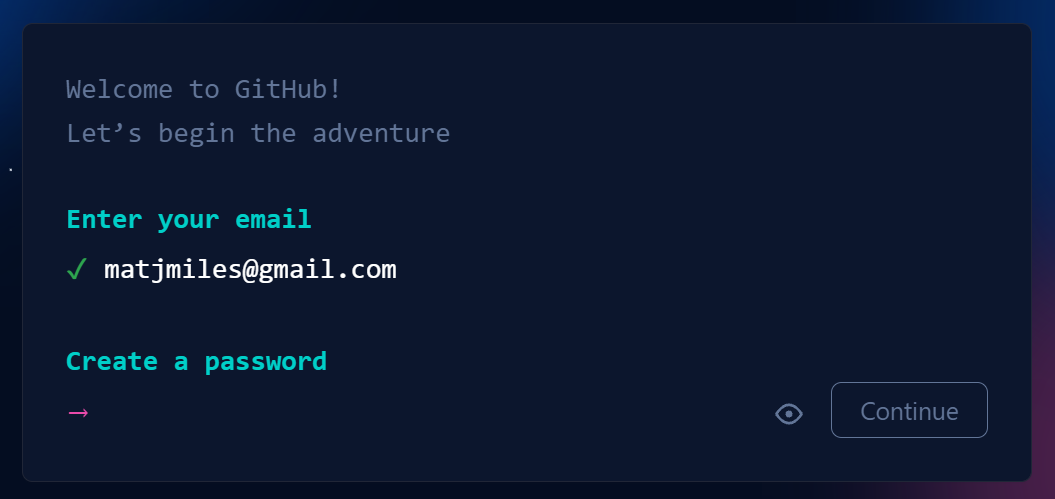 Welcome to GitHub!
Let’s begin the adventure
Enter your email
✓ matjmiles@gmail.com
Create a password
→
Continue